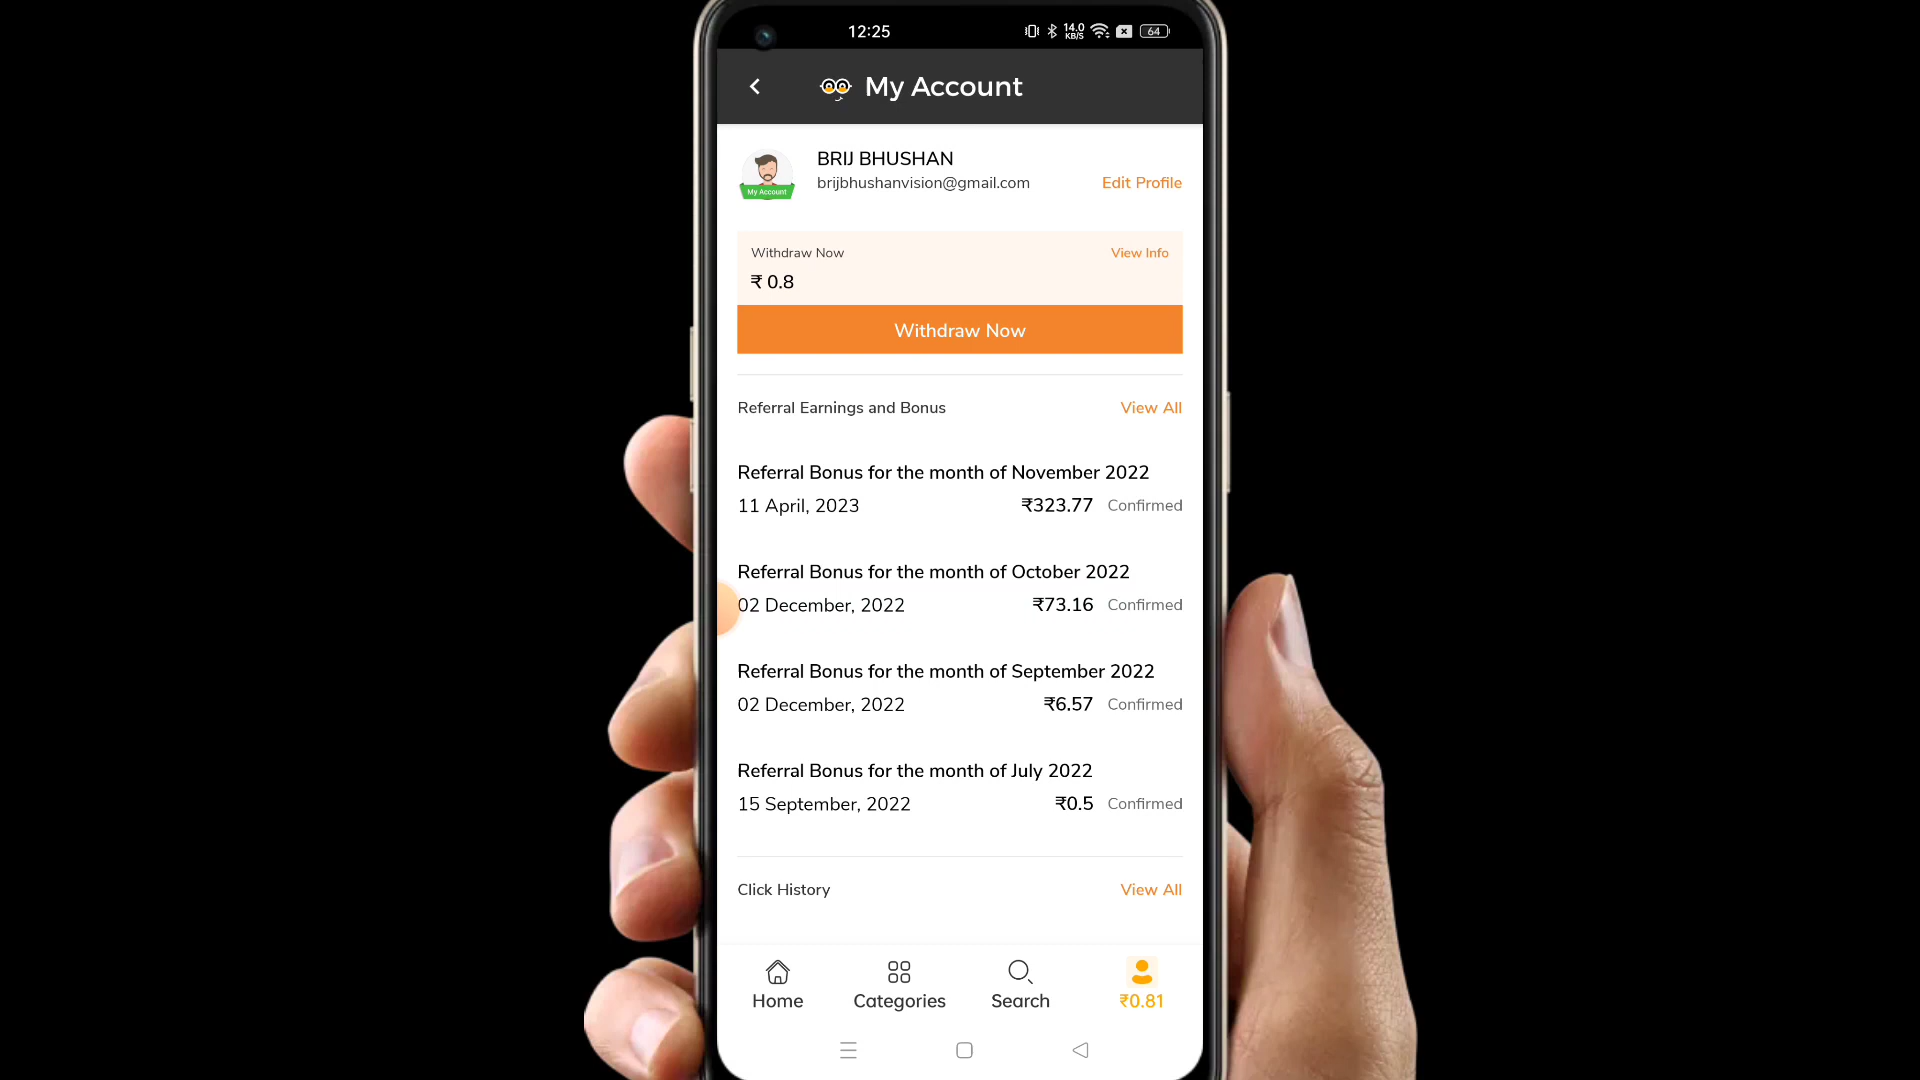 12:25
14.0
KB/S
64
My Account
BRIJ BHUSHAN
My Account
brijbhushanvision@gmail.com
Edit Profile
Withdraw Now
View Info
₹ 0.8
Withdraw Now
Referral Earnings and Bonus
View All
Referral Bonus for the month of November 2022
11 April, 2023
₹323.77
Confirmed
Referral Bonus for the month of October 2022
02 December, 2022
₹73.16
Confirmed
Referral Bonus for the month of September 2022
02 December, 2022
₹6.57
Confirmed
Referral Bonus for the month of July 2022
15 September, 2022
₹0.5
Confirmed
Click History
View All
Home
Categories
Search
₹0.81